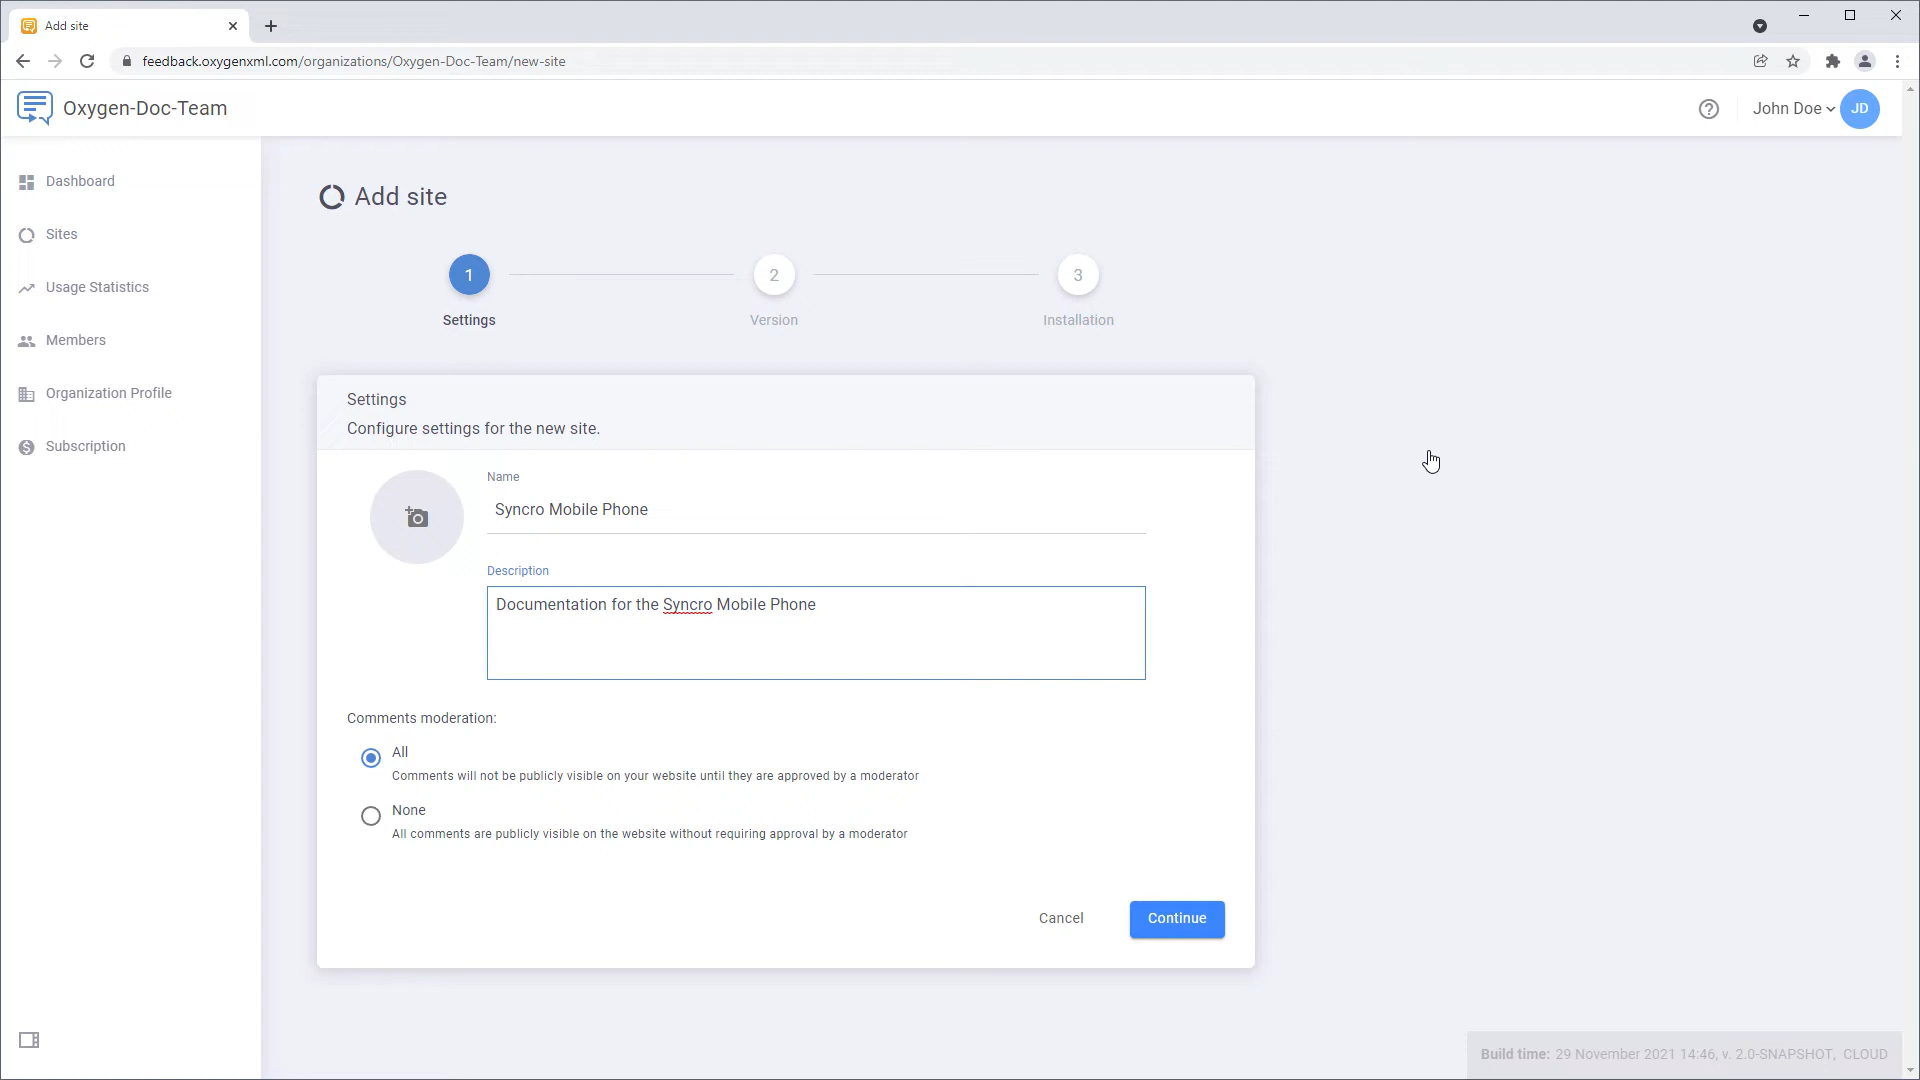 Add site
feedback.oxygenxml.com/organizations/Oxygen-Doc-Team/new-site
Oxygen-Doc-Team
John Doe
JD
Dashboard
Sites
Usage Statistics
Members
Organization Profile
Subscription
Add site
1
2
3
Settings
Version
Installation
Settings
Configure settings for the new site.
Name
Syncro Mobile Phone
Description
Documentation for the Syncro Mobile Phone
Comments moderation:
All
Comments will not be publicly visible on your website until they are approved by a moderator
None
All comments are publicly visible on the website without requiring approval by a moderator
Cancel
Continue
Build time: 29 November 2021 14:46, v. 2.0-SNAPSHOT, CLOUD